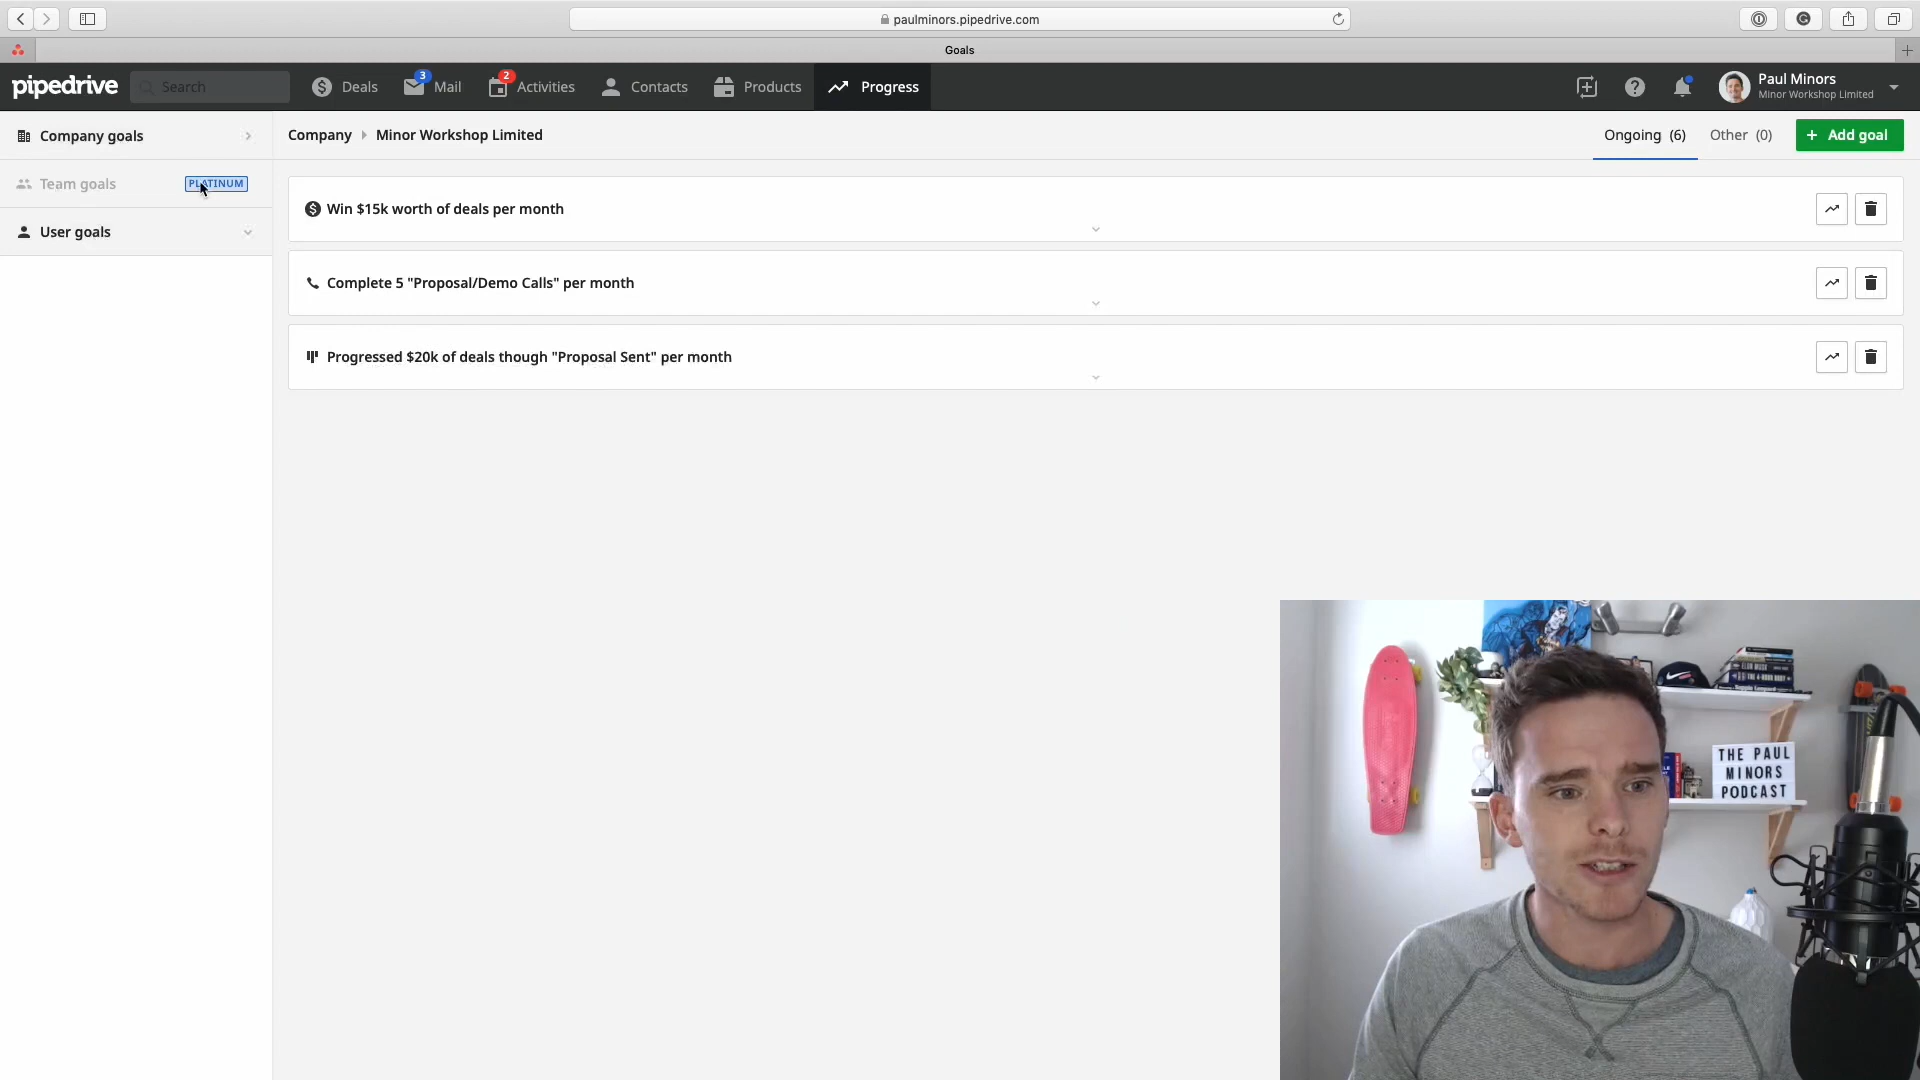 paulminors.pipedrive.com
Goals
pipedrive
Search
Deals
3
Mail
2
Activities
Contacts
Products
Progress
Paul Minors
Minor Workshop Limited
Company goals
Company
Minor Workshop Limited
Ongoing (6)
Other (0)
+ Add goal
Team goals
PLATINUM
User goals
Win $15k worth of deals per month
Complete 5 "Proposal/Demo Calls" per month
Progressed $20k of deals though "Proposal Sent" per month
THE PAUL
MINORS
PODCAST